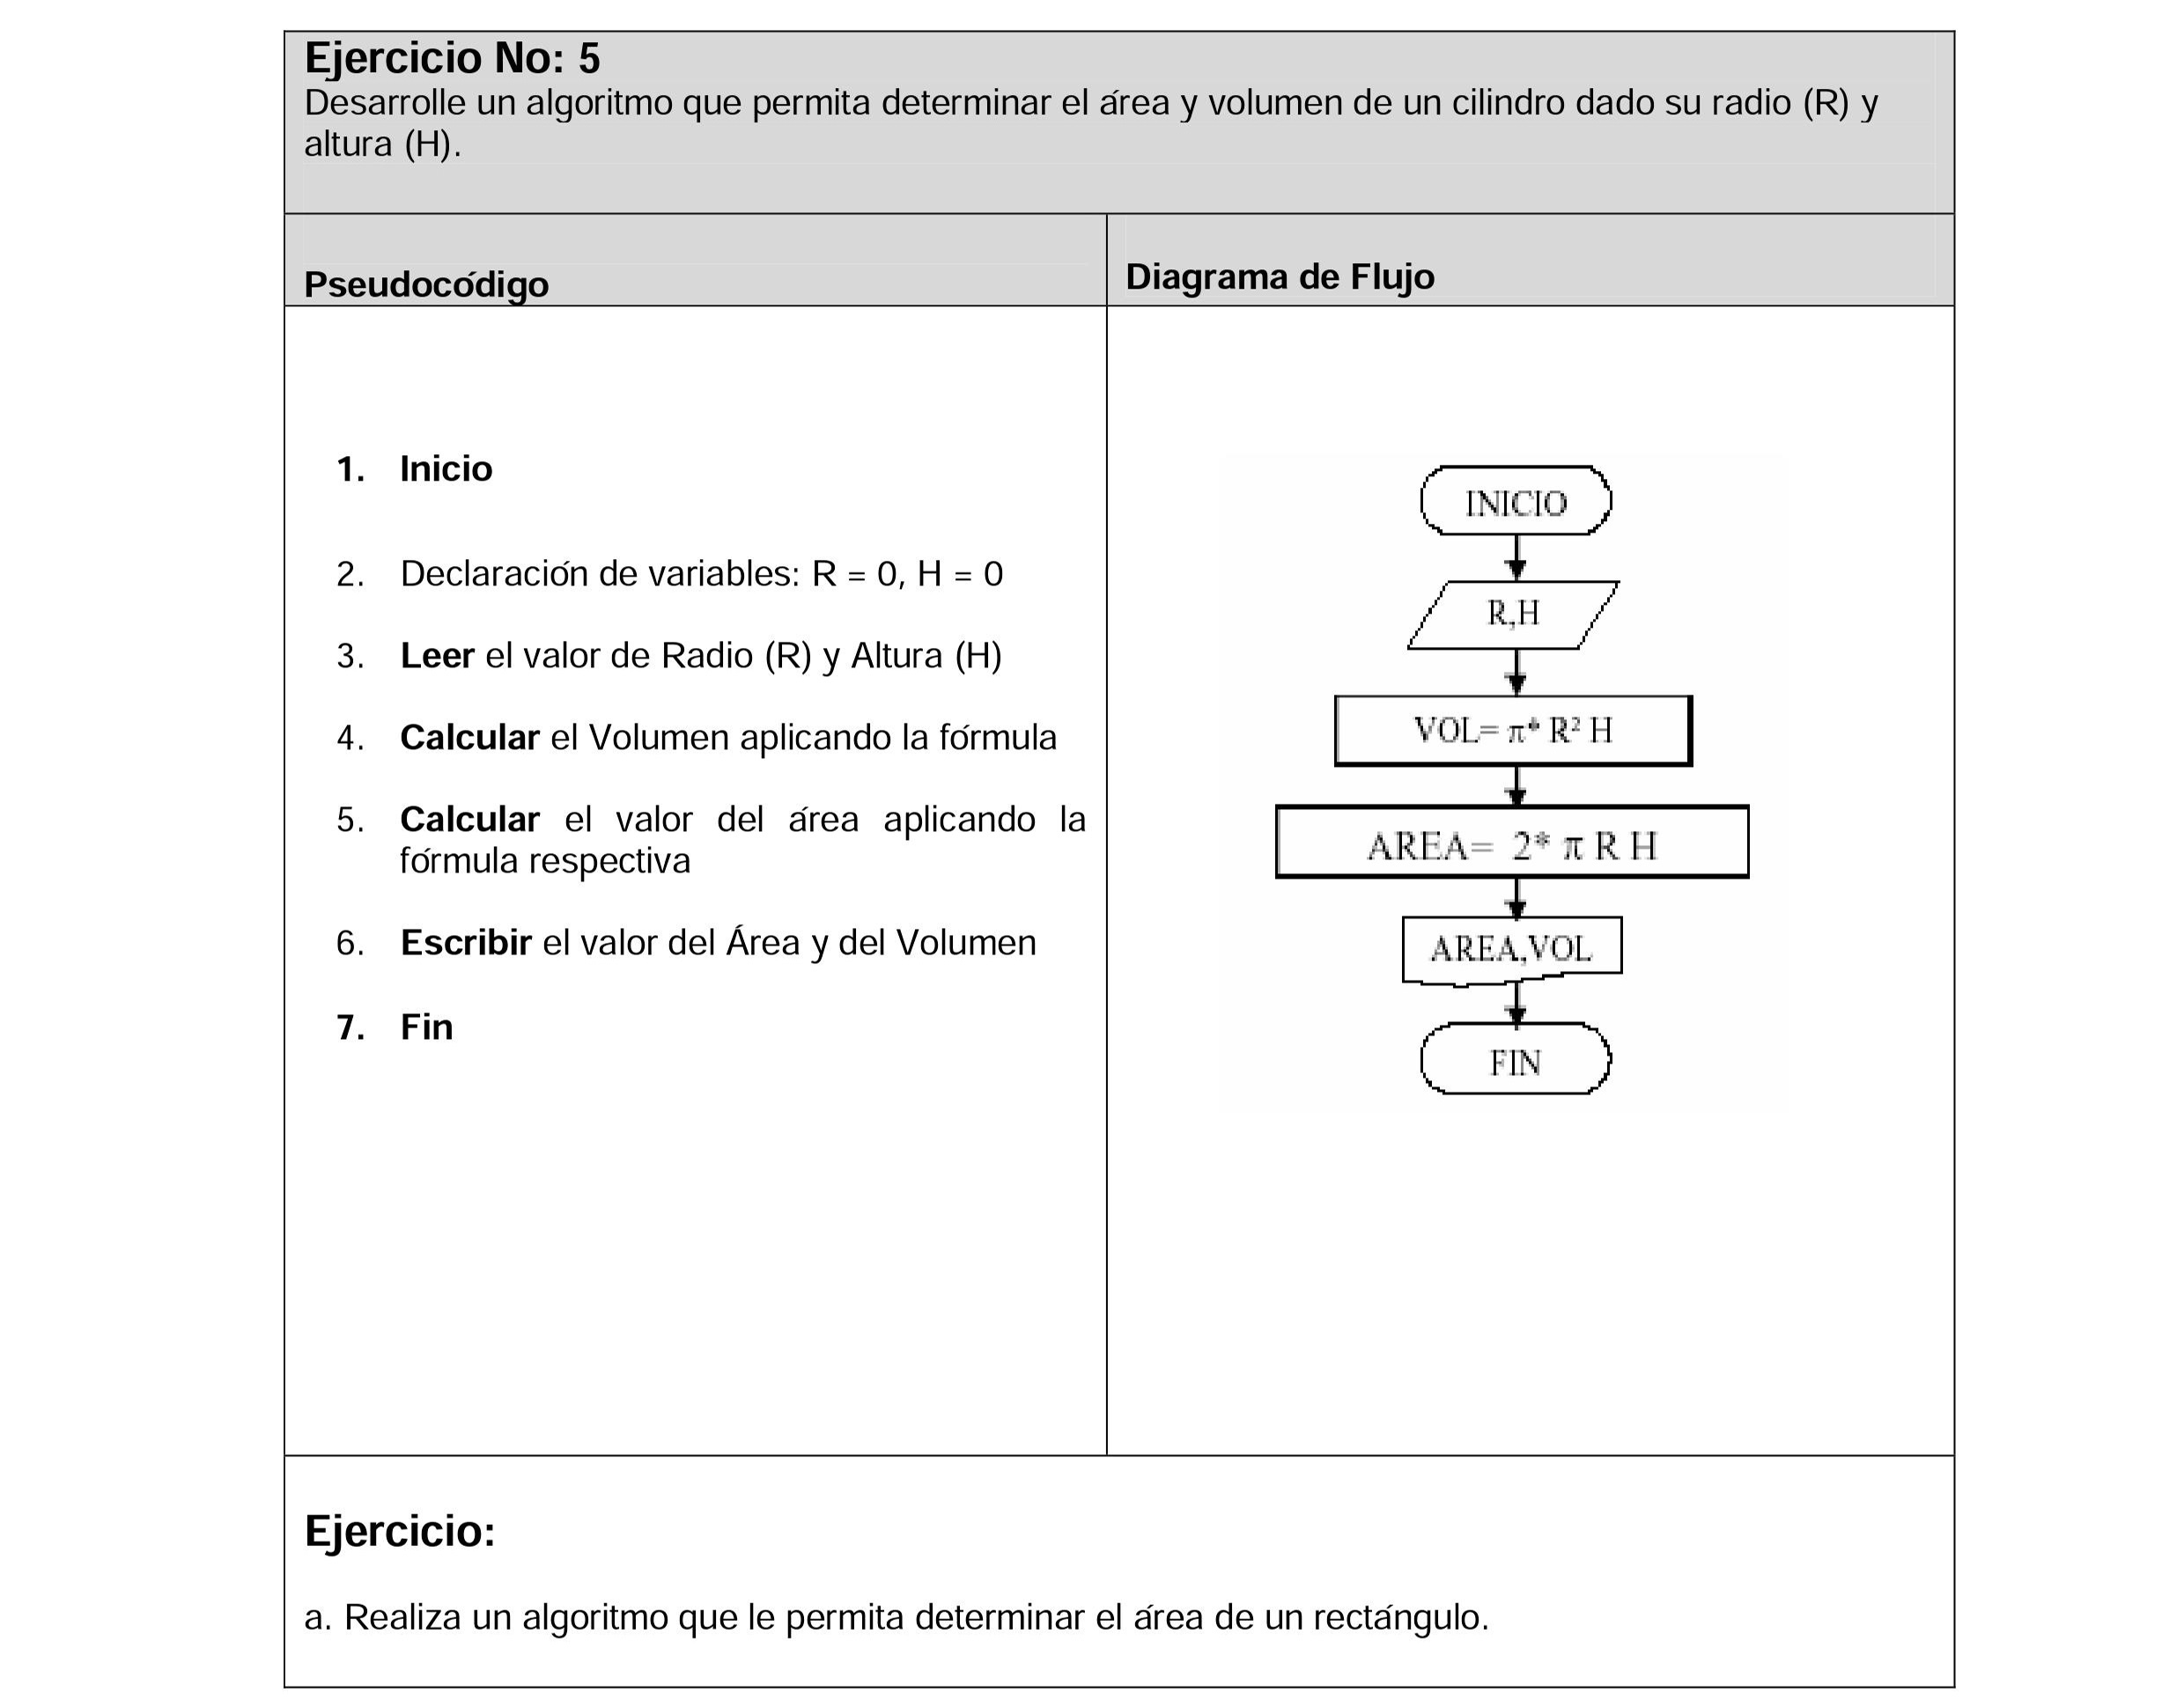 Ejercicio No: 5
Desarrolle un algoritmo que permita determinar el área y volumen de un cilindro dado su radio (R) y
altura (H).
Pseudocódigo
Diagrama de Flujo
1. Inicio
2. Declaración de variables: R = 0, H = 0
3. Leer el valor de Radio (R) y Altura (H)
4. Calcular el Volumen aplicando la fórmula
5. Calcular el valor del área aplicando la
fórmula respectiva
6. Escribir el valor del Área y del Volumen
7. Fin
INICIO
R,H
VOL= π* R² H
AREA= 2* π R H
AREA,VOL
FIN
Ejercicio:
a. Realiza un algoritmo que le permita determinar el área de un rectángulo.